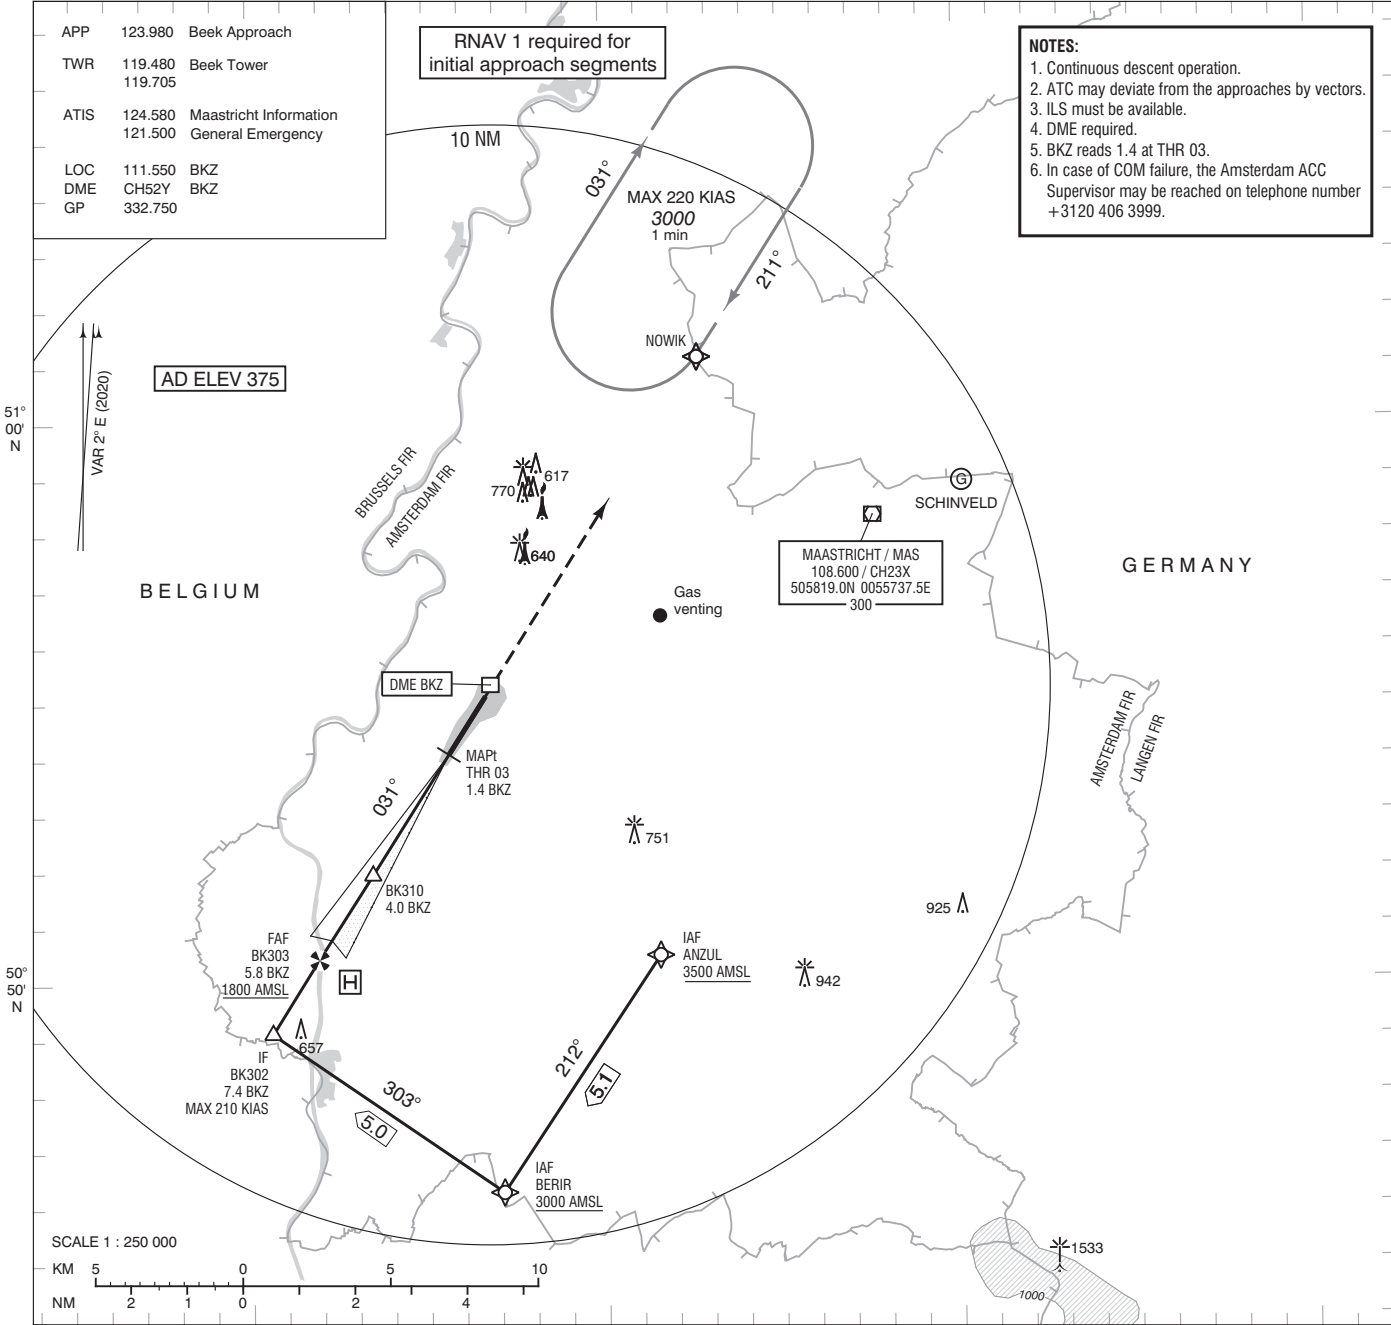 APP 123.980 Beek Approach
TWR 119.480 Beek Tower
119.705
ATIS 124.580 Maastricht Information
121.500 General Emergency
LOC 111.550 BKZ
DME CH52Y BKZ
GP 332.750
RNAV 1 required for
initial approach segments
NOTES:
1. Continuous descent operation.
2. ATC may deviate from the approaches by vectors.
3. ILS must be available.
4. DME required.
5. BKZ reads 1.4 at THR 03.
6. In case of COM failure, the Amsterdam ACC
Supervisor may be reached on telephone number
+3120 406 3999.
10 NM
031°
MAX 220 KIAS
3000
1 min
211°
NOWIK
VAR 2° E (2020)
AD ELEV 375
51°
00'
N
BRUSSELS FIR
AMSTERDAM FIR
617
770
640
G
SCHINVELD
MAASTRICHT / MAS
108.600 / CH23X
505819.0N 0055737.5E
300
BELGIUM
GERMANY
Gas
venting
DME BKZ
MAPt
THR 03
1.4 BKZ
AMSTERDAM FIR
LANGEN FIR
031°
751
BK310
4.0 BKZ
925
FAF
BK303
5.8 BKZ
1800 AMSL
H
IAF
ANZUL
3500 AMSL
942
50°
50'
N
657
IF
BK302
7.4 BKZ
MAX 210 KIAS
212°
5.1
303°
5.0
IAF
BERIR
3000 AMSL
1533
1000
SCALE 1 : 250 000
KM 5 0 5 10
NM 2 1 0 2 4